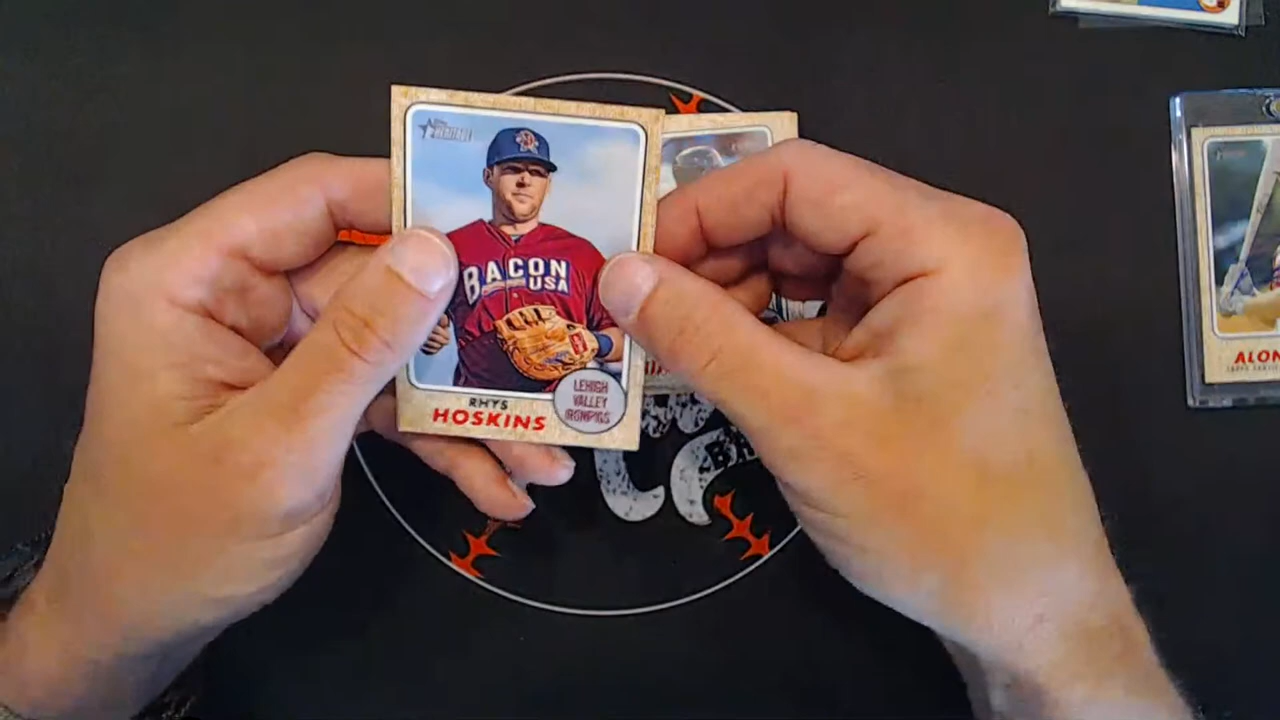 Topps
HERITAGE
BACON
USA
RHYS
HOSKINS
LEHIGH
VALLEY
IRONPIGS
ALON